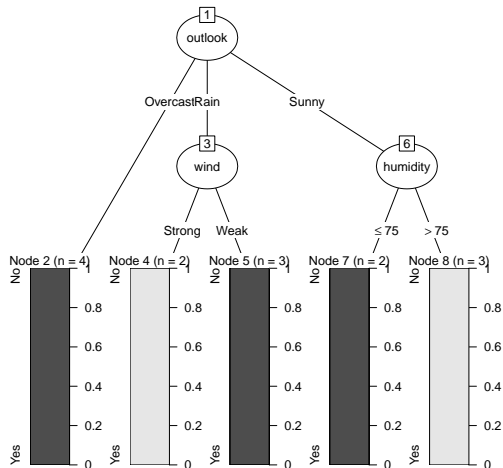 1
outlook
Overcast Rain Sunny
3 6
wind humidity
Strong Weak ≤ 75 > 75
Node 2 (n = 4) Node 4 (n = 2) Node 5 (n = 3) Node 7 (n = 2) Node 8 (n = 3)
No 1 No 1 No 1 No 1 No 1
0.8 0.8 0.8 0.8 0.8
0.6 0.6 0.6 0.6 0.6
0.4 0.4 0.4 0.4 0.4
0.2 0.2 0.2 0.2 0.2
Yes 0 Yes 0 Yes 0 Yes 0 Yes 0